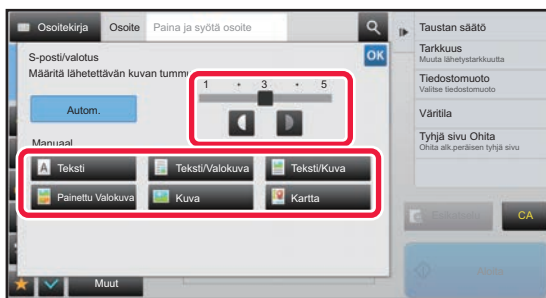 Osoitekirja
Osoite
Paina ja syötä osoite
S-posti/valotus
OK
Määritä lähetettävän kuvan tummu
1 • 3 • 5
Autom.
Manuaal.
Teksti
Teksti/Valokuva
Teksti/Kuva
Painettu Valokuva
Kuva
Kartta
Muut
Taustan säätö
Tarkkuus
Muuta lähetystarkkuutta
Tiedostomuoto
Valitse tiedostomuoto
Väritila
Tyhjä sivu Ohita
Ohita alk.peräisen tyhjä sivu
CA